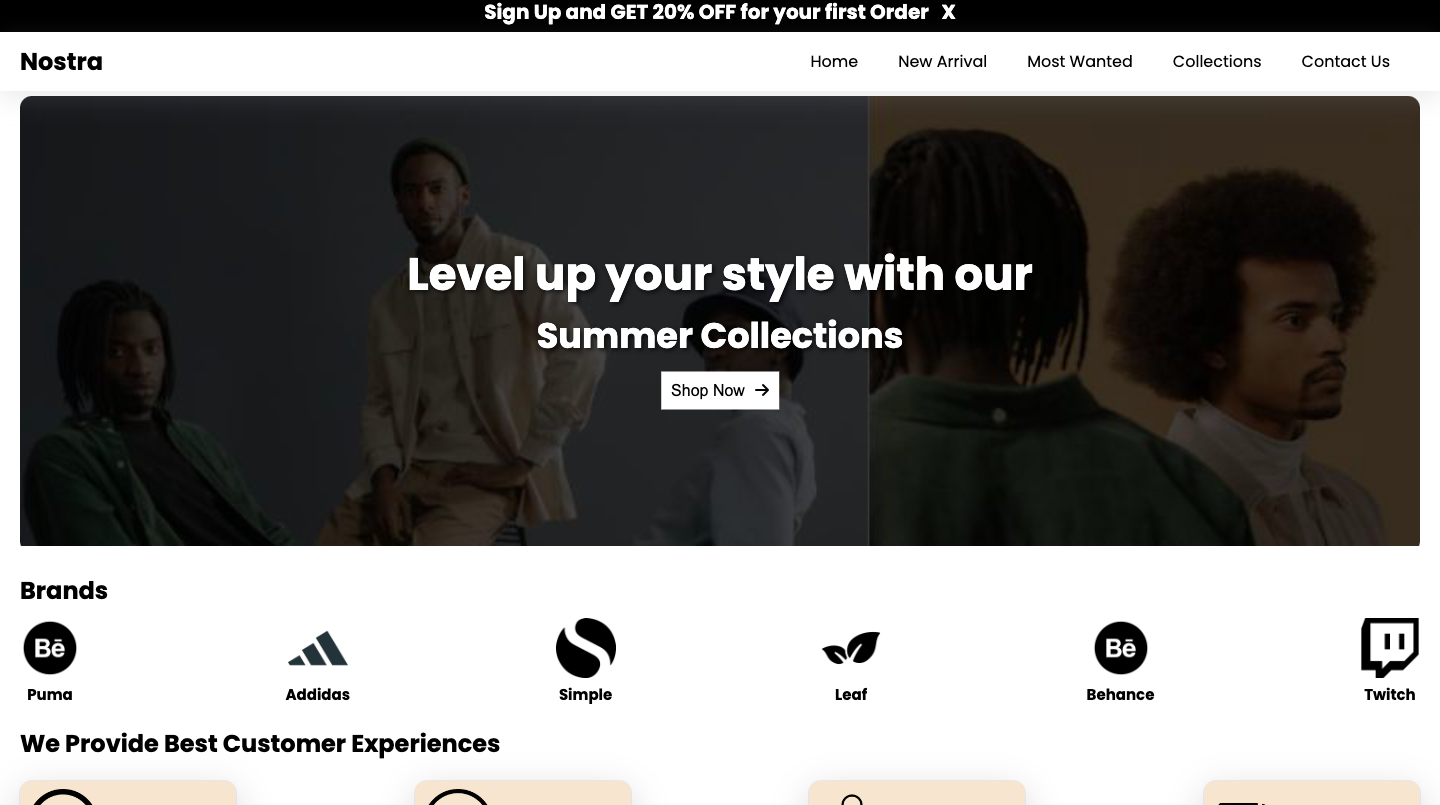 Sign Up and GET 20% OFF for your first Order X
Nostra
Home
New Arrival
Most Wanted
Collections
Contact Us
Level up your style with our
Summer Collections
Shop Now
Brands
Bē
Bē
Puma
Addidas
Simple
Leaf
Behance
Twitch
We Provide Best Customer Experiences